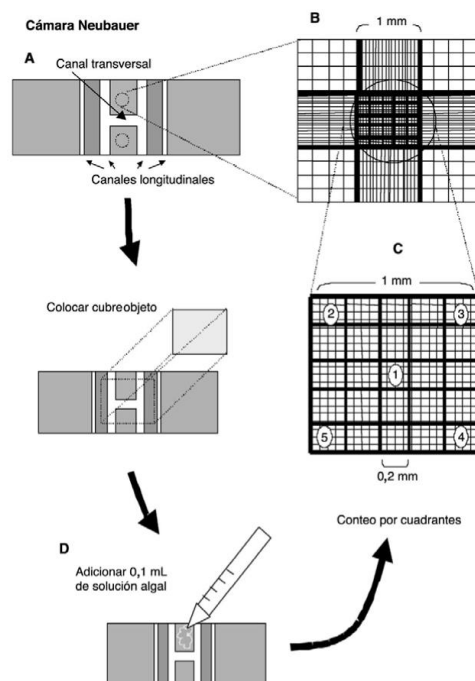 Cámara Neubauer
A
Canal transversal
Canales longitudinales
B
1 mm
C
1 mm
2
3
1
5
4
0,2 mm
Colocar cubreobjeto
Conteo por cuadrantes
D
Adicionar 0,1 mL
de solución algal